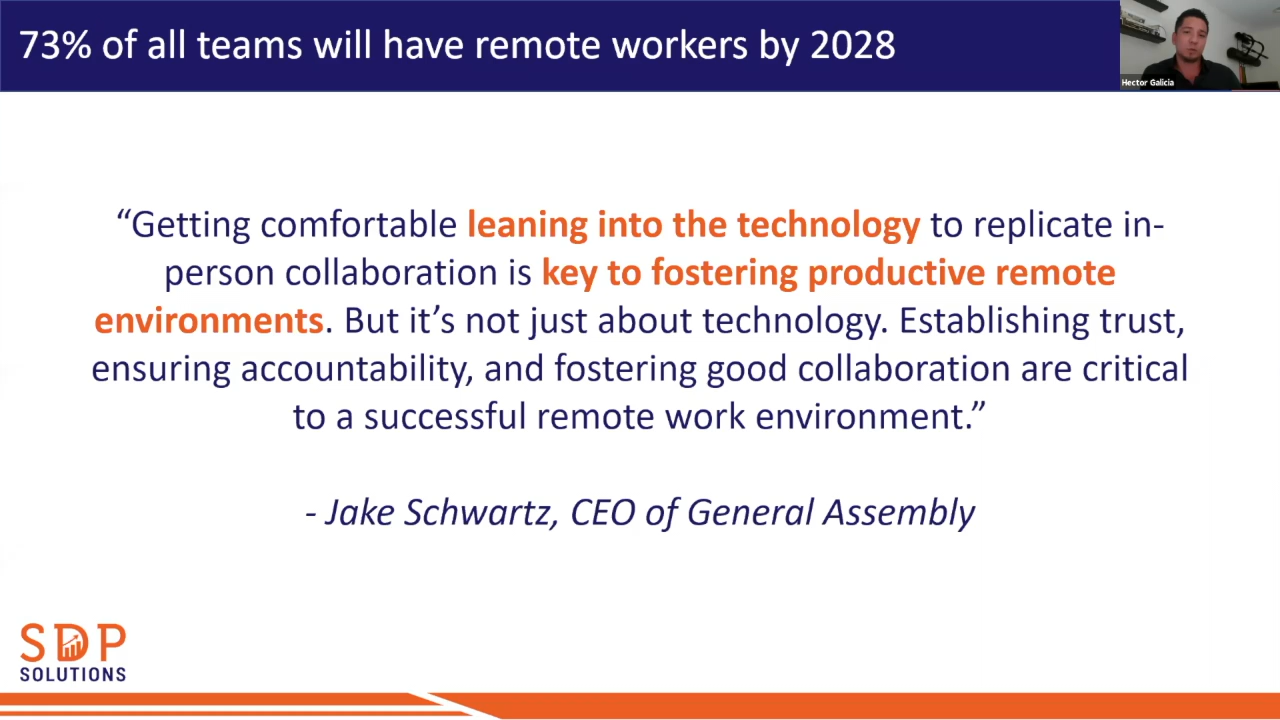 73% of all teams will have remote workers by 2028
Hector Galicia
“Getting comfortable leaning into the technology to replicate in-
person collaboration is key to fostering productive remote
environments. But it’s not just about technology. Establishing trust,
ensuring accountability, and fostering good collaboration are critical
to a successful remote work environment.”
- Jake Schwartz, CEO of General Assembly
SDP
SOLUTIONS